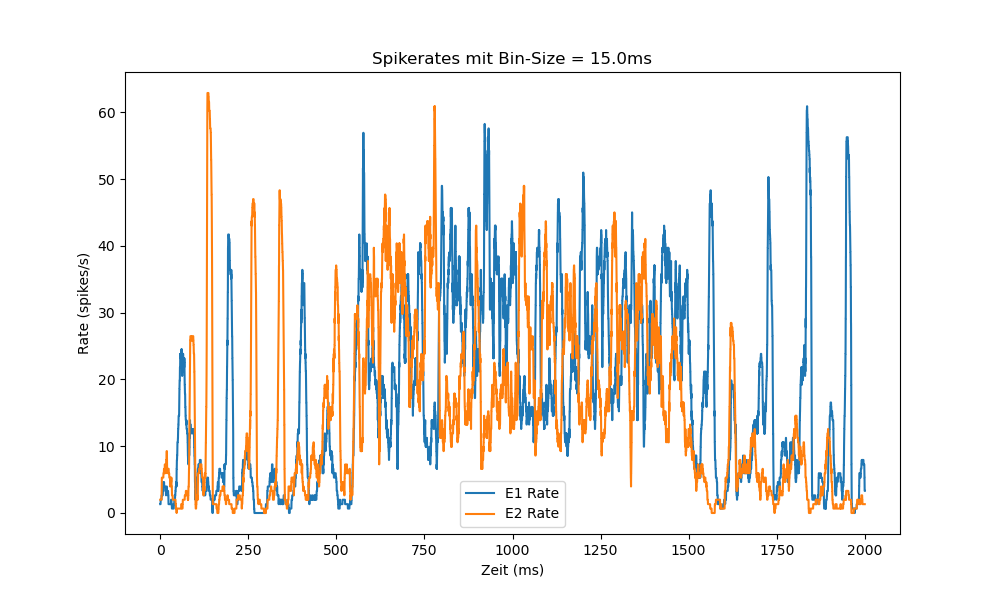 Spikerates mit Bin-Size = 15.0ms
Rate (spikes/s)
60
50
40
30
20
10
0
0 250 500 750 1000 1250 1500 1750 2000
Zeit (ms)
E1 Rate
E2 Rate